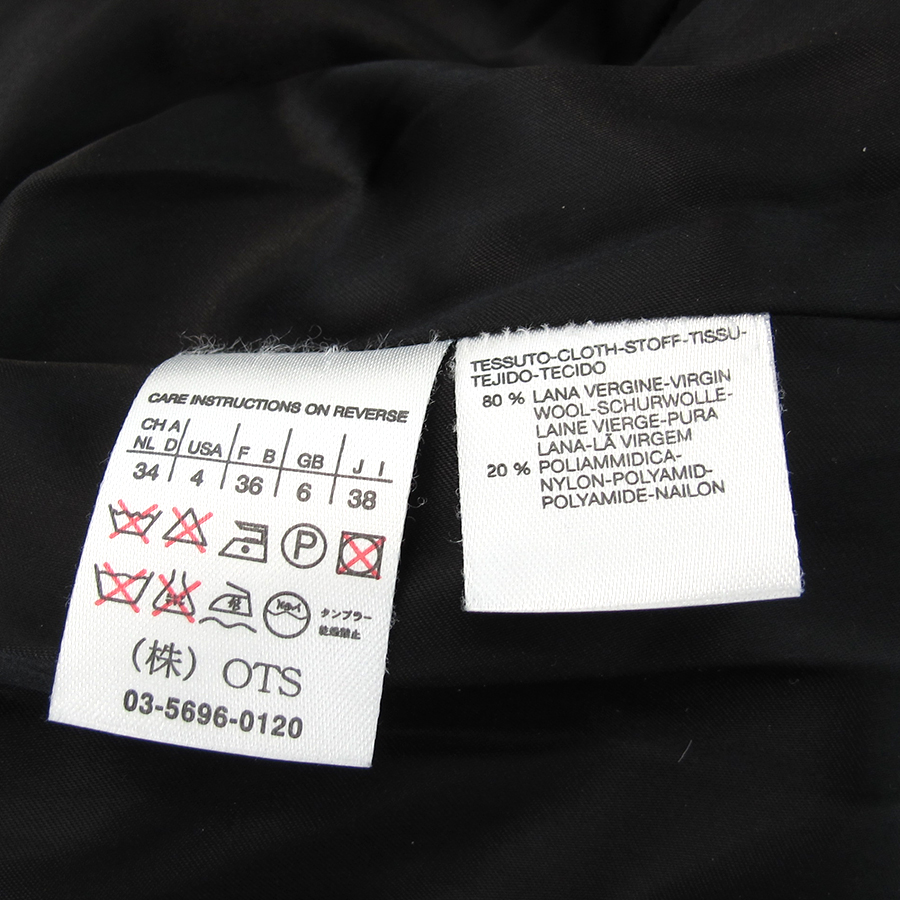 CARE INSTRUCTIONS ON REVERSE
CH A
NL D USA F B GB J I
34 4 36 6 38
P
中
(株) OTS
03-5696-0120
タンブラー
乾燥禁止
TESSUTO-CLOTH-STOFF-TISSU-
TEJIDO-TECIDO
80 % LANA VERGINE-VIRGIN
WOOL-SCHURWOLLE-
LAINE VIERGE-PURA
LANA-LÃ VIRGEM
20 % POLIAMMIDICA-
NYLON-POLYAMID-
POLYAMIDE-NAILON